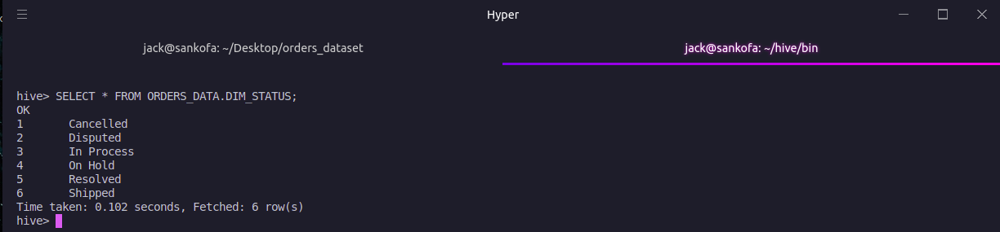 Hyper
jack@sankofa: ~/Desktop/orders_dataset
jack@sankofa: ~/hive/bin
hive> SELECT * FROM ORDERS_DATA.DIM_STATUS;
OK
1       Cancelled
2       Disputed
3       In Process
4       On Hold
5       Resolved
6       Shipped
Time taken: 0.102 seconds, Fetched: 6 row(s)
hive>